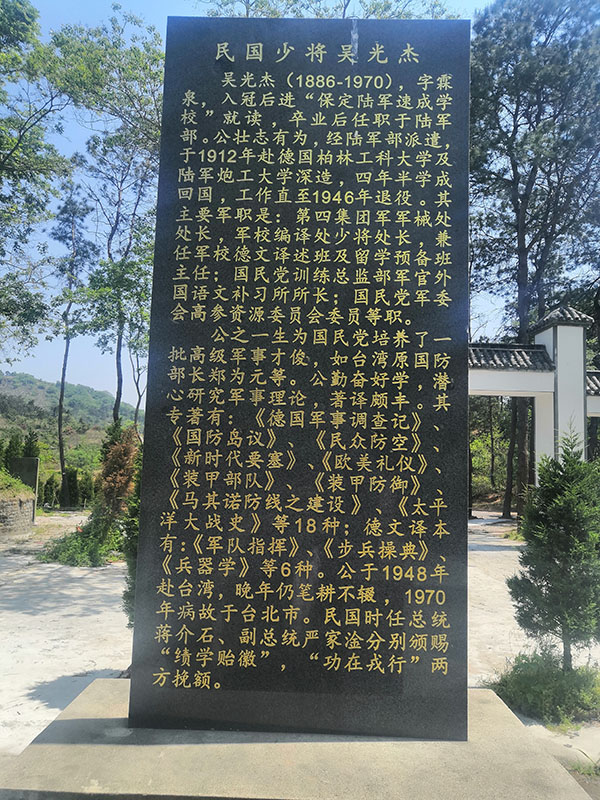 民国少将吴光杰
吴光杰（1886-1970），字霖
泉，入冠后进“保定陆军速成学
校”就读，卒业后任职于陆军
部。公壮志有为，经陆军部派遣，
于1912年赴德国柏林工科大学及
陆军炮工大学深造，四年半学成
回国，工作直至1946年退役。其
主要军职是：第四集团军军械处
处长，军校编译处少将处长，兼
任军校德文译述班及留学预备班
主任；国民党训练总监部军官外
国语文补习所所长；国民党军委
会高参资源委员会委员等职。
公之一生为国民党培养了一
批高级军事才俊，如台湾原国防
部长郑为元等。公勤奋好学，潜
心研究军事理论，著译颇丰。其
专著有：《德国军事调查记》、
《国防刍议》、《民众防空》、
《新时代要塞》、《欧美礼仪》、
《装甲部队》、《装甲防御》、
《马其诺防线之建设》、《太平
洋大战史》等18种；德文译本
有：《军队指挥》、《步兵操典》、
《兵器学》等6种。公于1948年
赴台湾，晚年仍笔耕不辍，1970
年病故于台北市。民国时任总统
蒋介石、副总统严家淦分别颁赐
“绩学贻徽”，“功在戎行”两
方挽额。